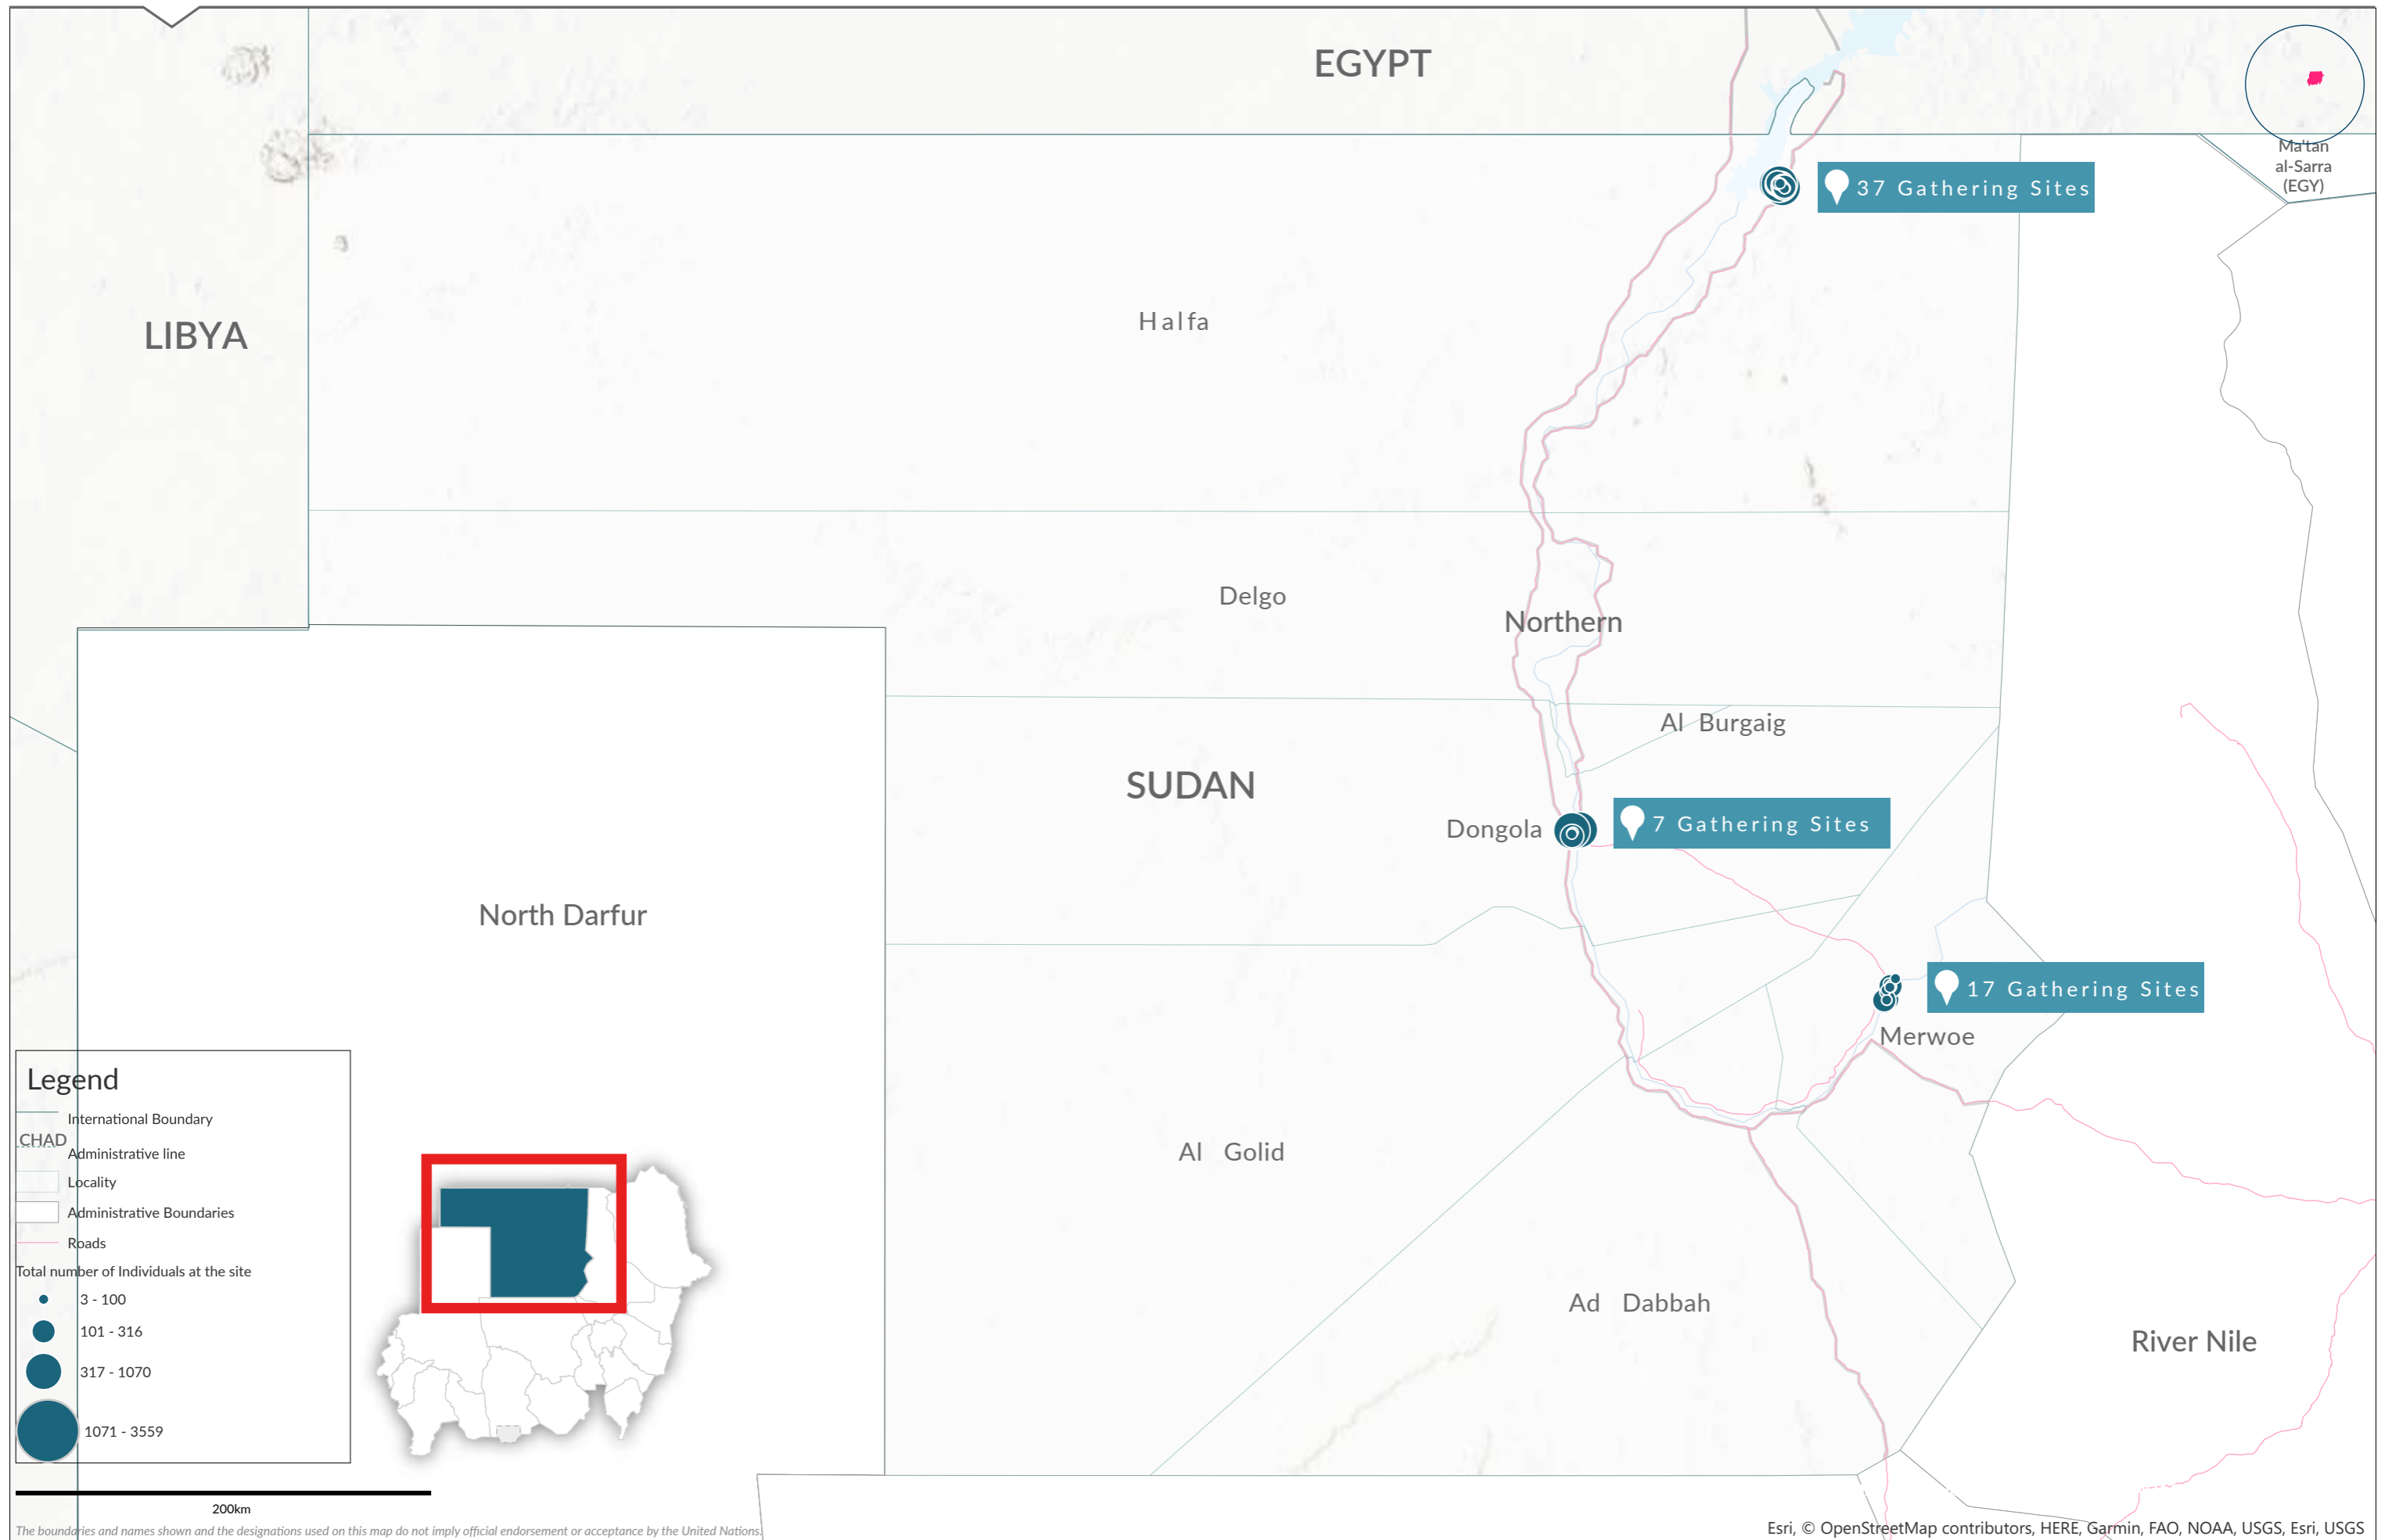 EGYPT
Ma'tan
al-Sarra
(EGY)
37 Gathering Sites
LIBYA
Halfa
Delgo
Northern
Al Burgaig
SUDAN
Dongola
7 Gathering Sites
North Darfur
17 Gathering Sites
Merwoe
Al Golid
Ad Dabbah
River Nile
Legend
International Boundary
CHAD
Administrative line
Locality
Administrative Boundaries
Roads
Total number of Individuals at the site
3 - 100
101 - 316
317 - 1070
1071 - 3559
200km
The boundaries and names shown and the designations used on this map do not imply official endorsement or acceptance by the United Nations.
Esri, © OpenStreetMap contributors, HERE, Garmin, FAO, NOAA, USGS, Esri, USGS